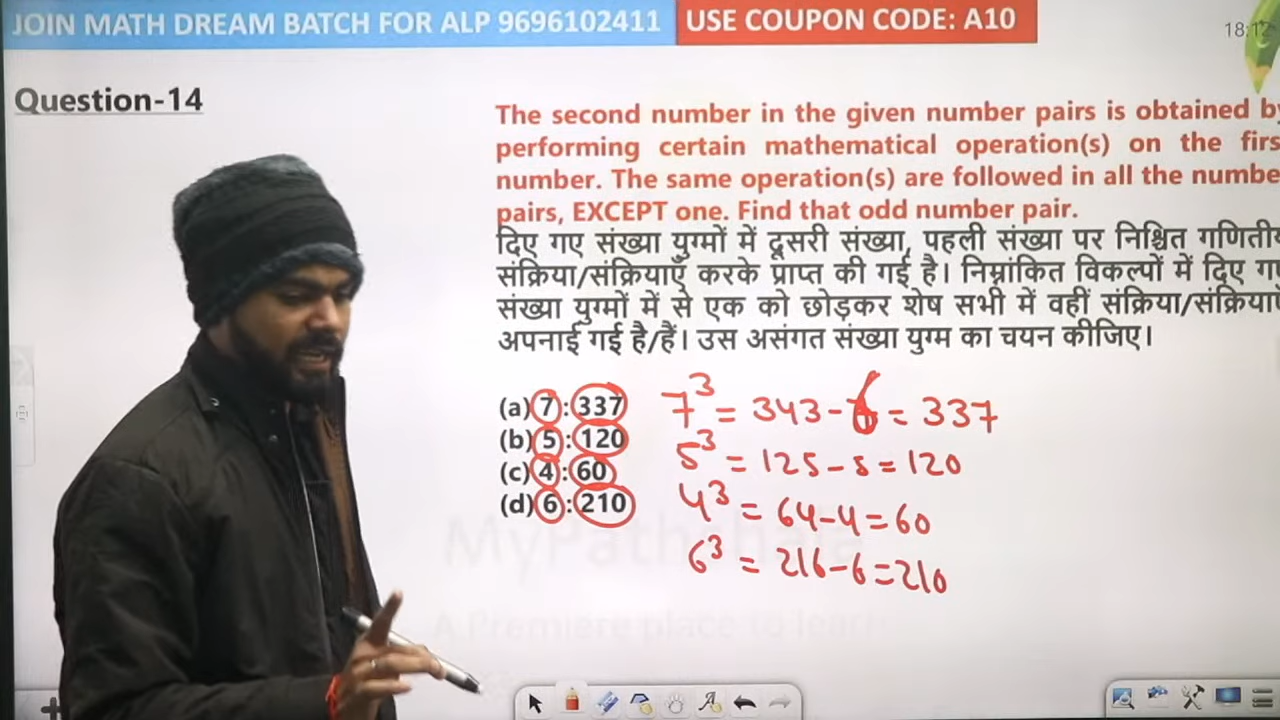 JOIN MATH DREAM BATCH FOR ALP 9696102411 USE COUPON CODE: A10
18:12
Question-14
The second number in the given number pairs is obtained by
performing certain mathematical operation(s) on the firs
number. The same operation(s) are followed in all the numbe
pairs, EXCEPT one. Find that odd number pair.
दिए गए संख्या युग्मों में दूसरी संख्या, पहली संख्या पर निश्चित गणितीय
संक्रिया/संक्रियाएँ करके प्राप्त की गई है। निम्नांकित विकल्पों में दिए गए
संख्या युग्मों में से एक को छोड़कर शेष सभी में वहीं संक्रिया/संक्रियाए
अपनाई गई है/हैं। उस असंगत संख्या युग्म का चयन कीजिए।
(a) 7 : 337 7³ = 343 - 6 = 337
(b) 5 : 120 5³ = 125 - 5 = 120
(c) 4 : 60 4³ = 64 - 4 = 60
(d) 6 : 210 6³ = 216 - 6 = 210
MyPathshala
A Premiere place to learn